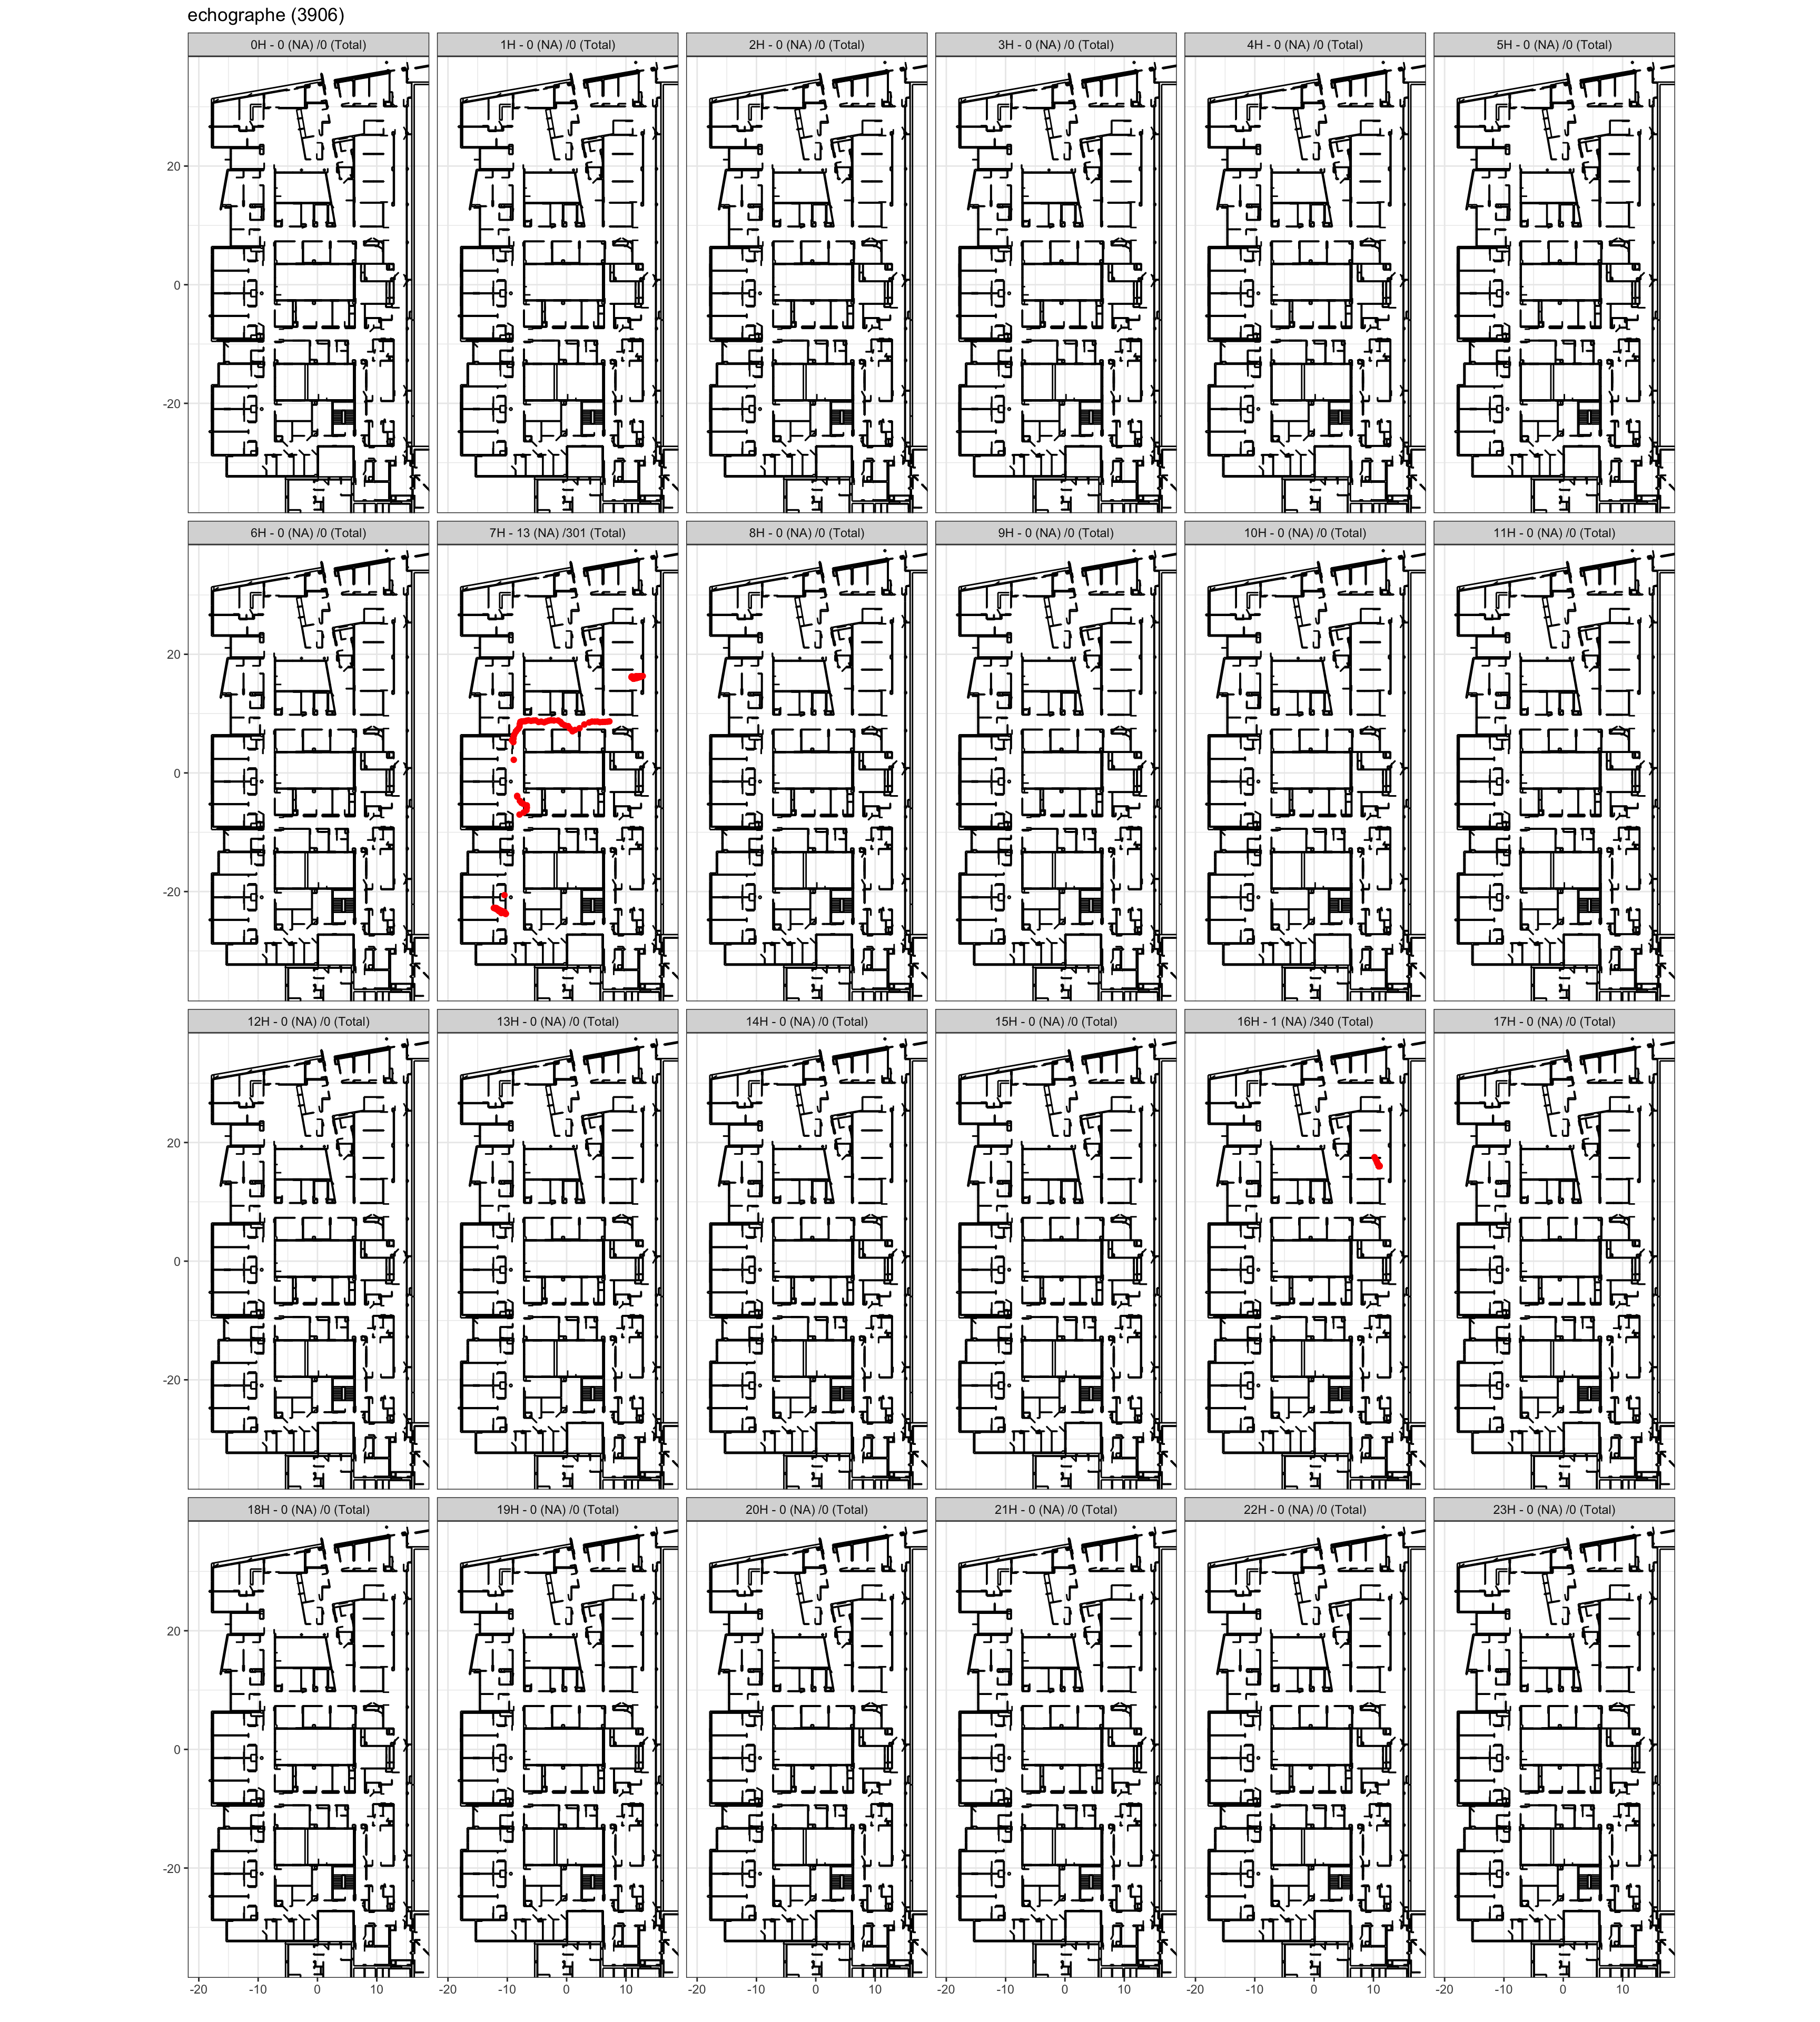 echographe (3906)
0H - 0 (NA) /0 (Total) 1H - 0 (NA) /0 (Total) 2H - 0 (NA) /0 (Total) 3H - 0 (NA) /0 (Total) 4H - 0 (NA) /0 (Total) 5H - 0 (NA) /0 (Total)
20
0
-20
6H - 0 (NA) /0 (Total) 7H - 13 (NA) /301 (Total) 8H - 0 (NA) /0 (Total) 9H - 0 (NA) /0 (Total) 10H - 0 (NA) /0 (Total) 11H - 0 (NA) /0 (Total)
20
0
-20
12H - 0 (NA) /0 (Total) 13H - 0 (NA) /0 (Total) 14H - 0 (NA) /0 (Total) 15H - 0 (NA) /0 (Total) 16H - 1 (NA) /340 (Total) 17H - 0 (NA) /0 (Total)
20
0
-20
18H - 0 (NA) /0 (Total) 19H - 0 (NA) /0 (Total) 20H - 0 (NA) /0 (Total) 21H - 0 (NA) /0 (Total) 22H - 0 (NA) /0 (Total) 23H - 0 (NA) /0 (Total)
20
0
-20
-20 -10 0 10 -20 -10 0 10 -20 -10 0 10 -20 -10 0 10 -20 -10 0 10 -20 -10 0 10